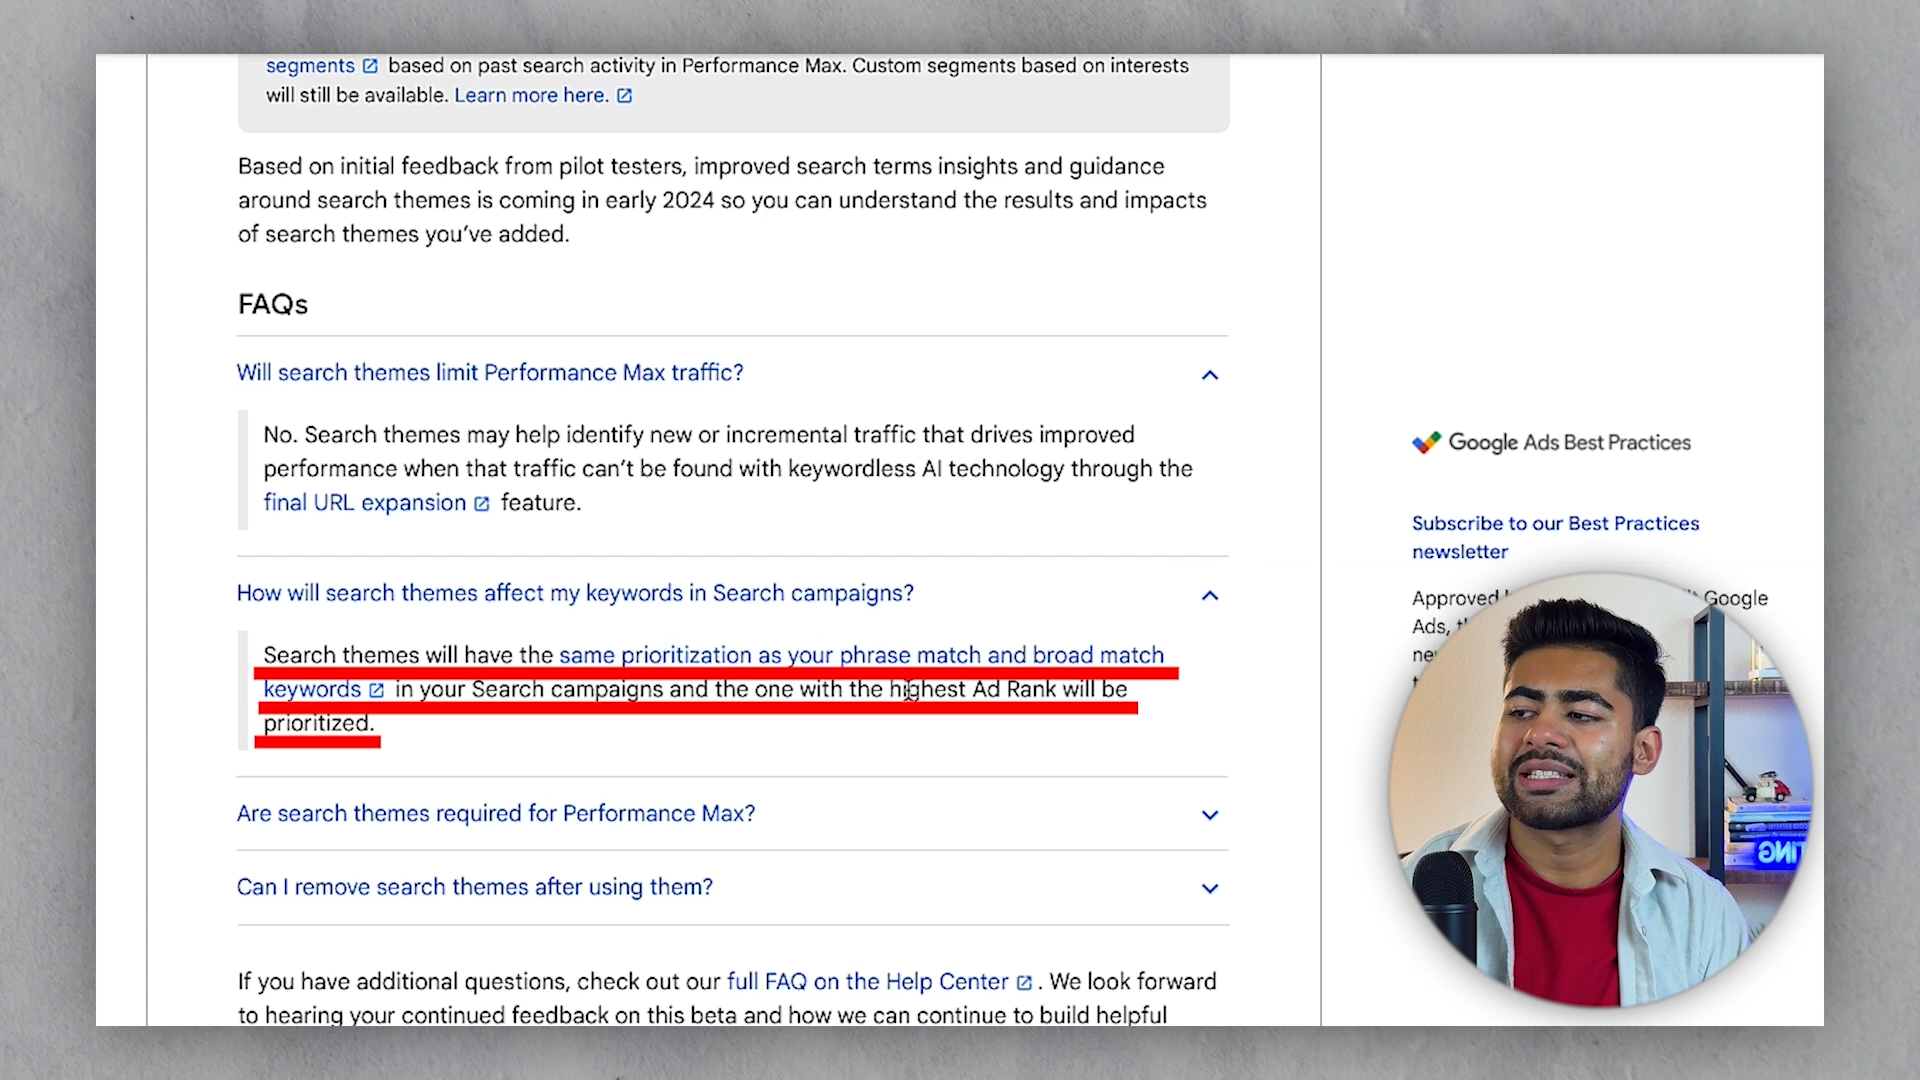 segments based on past search activity in Performance Max. Custom segments based on interests
will still be available. Learn more here.
Based on initial feedback from pilot testers, improved search terms insights and guidance
around search themes is coming in early 2024 so you can understand the results and impacts
of search themes you’ve added.
FAQs
Will search themes limit Performance Max traffic?
No. Search themes may help identify new or incremental traffic that drives improved
performance when that traffic can’t be found with keywordless AI technology through the
final URL expansion feature.
How will search themes affect my keywords in Search campaigns?
Search themes will have the same prioritization as your phrase match and broad match
keywords in your Search campaigns and the one with the highest Ad Rank will be
prioritized.
Are search themes required for Performance Max?
Can I remove search themes after using them?
If you have additional questions, check out our full FAQ on the Help Center . We look forward
to hearing your continued feedback on this beta and how we can continue to build helpful
Google Ads Best Practices
Subscribe to our Best Practices
newsletter
Approved Google
Ads,